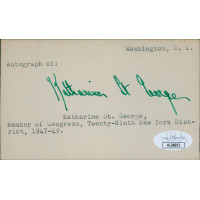 Washington, D. C.
Autograph of:
Katharine St George
Katharine St. George,
Member of Congress, Twenty-Ninth New York Dis-
trict, 1947-49.